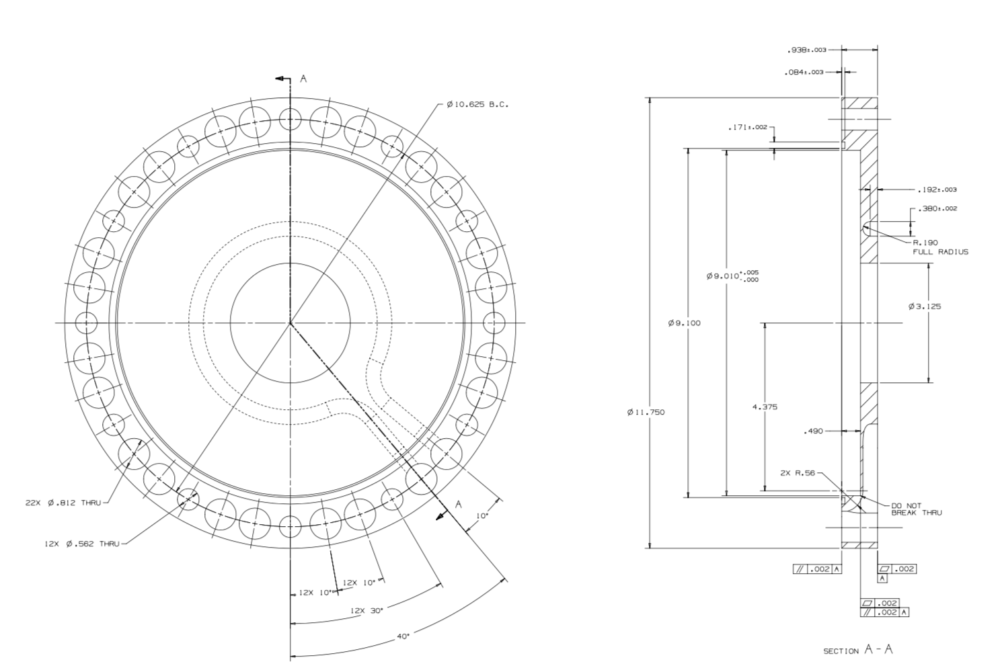 A
Ø10.625 B.C.
22X Ø.812 THRU
12X Ø.562 THRU
A
10°
12X 10°
12X 10°
12X 30°
40°
.938±.003
.084±.003
.171±.002
.192±.003
.380±.002
R.190
FULL RADIUS
Ø9.010+.005
-.000
Ø3.125
Ø9.100
4.375
Ø11.750
.490
2X R.56
DO NOT
BREAK THRU
// .002 A
⏥ .002
A
⏥ .002
// .002 A
SECTION A-A